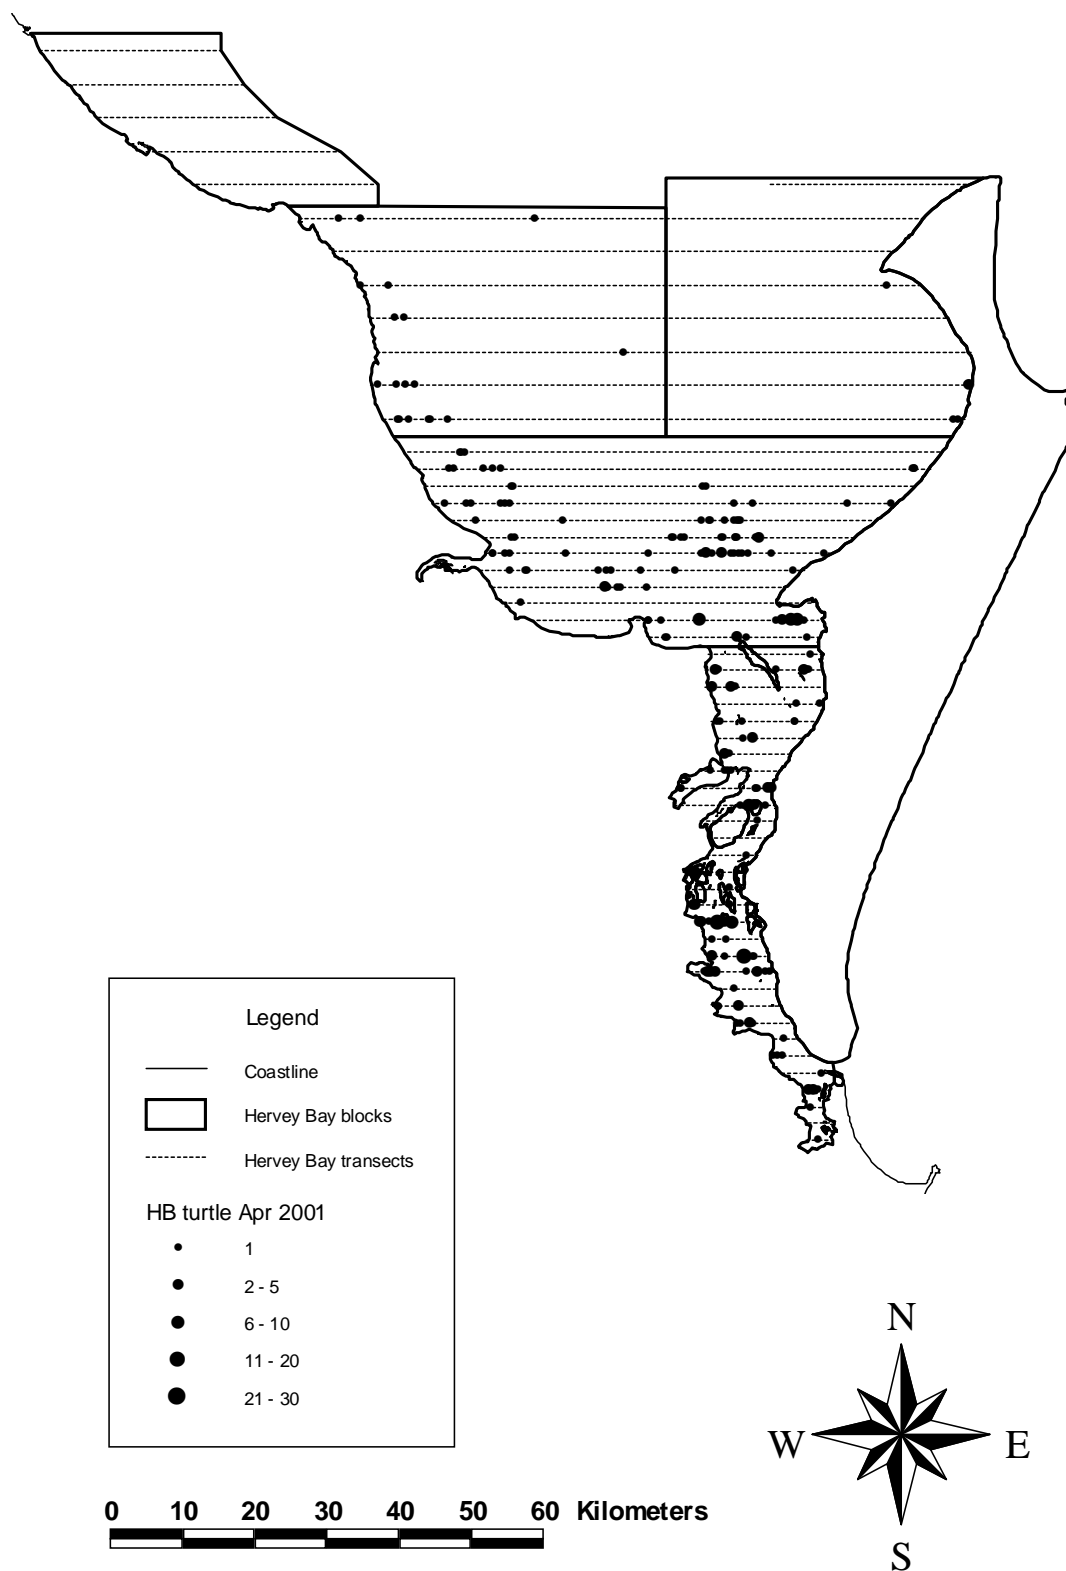 Legend
Coastline
Hervey Bay blocks
Hervey Bay transects
HB turtle Apr 2001
1
2 - 5
6 - 10
11 - 20
21 - 30
N
W E
S
0 10 20 30 40 50 60 Kilometers